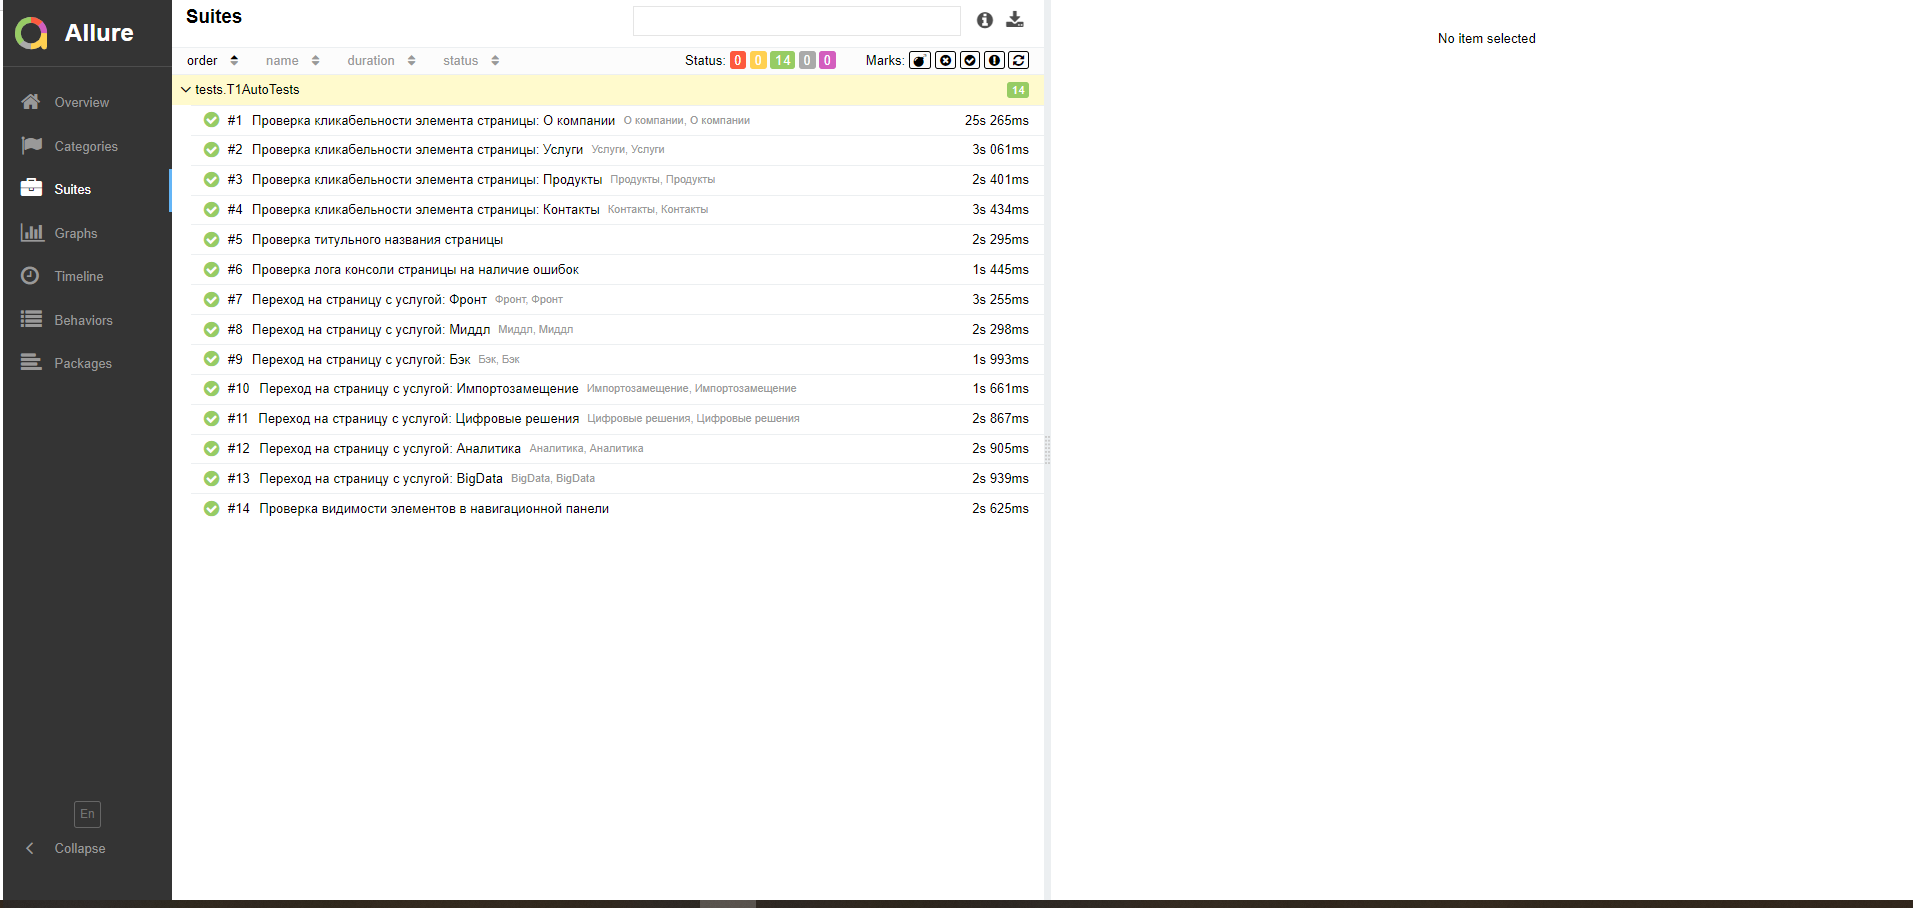 Allure
Overview
Categories
Suites
Graphs
Timeline
Behaviors
Packages
En
Collapse
Suites
order name duration status Status: 0 0 14 0 0 Marks:
tests.T1AutoTests 14
#1 Проверка кликабельности элемента страницы: О компании О компании, О компании 25s 265ms
#2 Проверка кликабельности элемента страницы: Услуги Услуги, Услуги 3s 061ms
#3 Проверка кликабельности элемента страницы: Продукты Продукты, Продукты 2s 401ms
#4 Проверка кликабельности элемента страницы: Контакты Контакты, Контакты 3s 434ms
#5 Проверка титульного названия страницы 2s 295ms
#6 Проверка лога консоли страницы на наличие ошибок 1s 445ms
#7 Переход на страницу с услугой: Фронт Фронт, Фронт 3s 255ms
#8 Переход на страницу с услугой: Миддл Миддл, Миддл 2s 298ms
#9 Переход на страницу с услугой: Бэк Бэк, Бэк 1s 993ms
#10 Переход на страницу с услугой: Импортозамещение Импортозамещение, Импортозамещение 1s 661ms
#11 Переход на страницу с услугой: Цифровые решения Цифровые решения, Цифровые решения 2s 867ms
#12 Переход на страницу с услугой: Аналитика Аналитика, Аналитика 2s 905ms
#13 Переход на страницу с услугой: BigData BigData, BigData 2s 939ms
#14 Проверка видимости элементов в навигационной панели 2s 625ms
No item selected